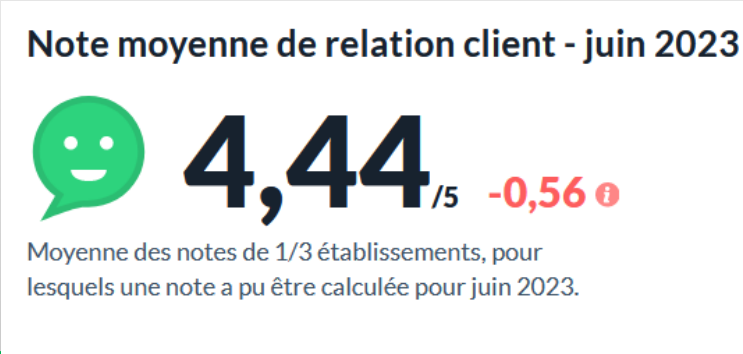 Note moyenne de relation client - juin 2023
4,44/5 -0,56 i
Moyenne des notes de 1/3 établissements, pour
lesquels une note a pu être calculée pour juin 2023.